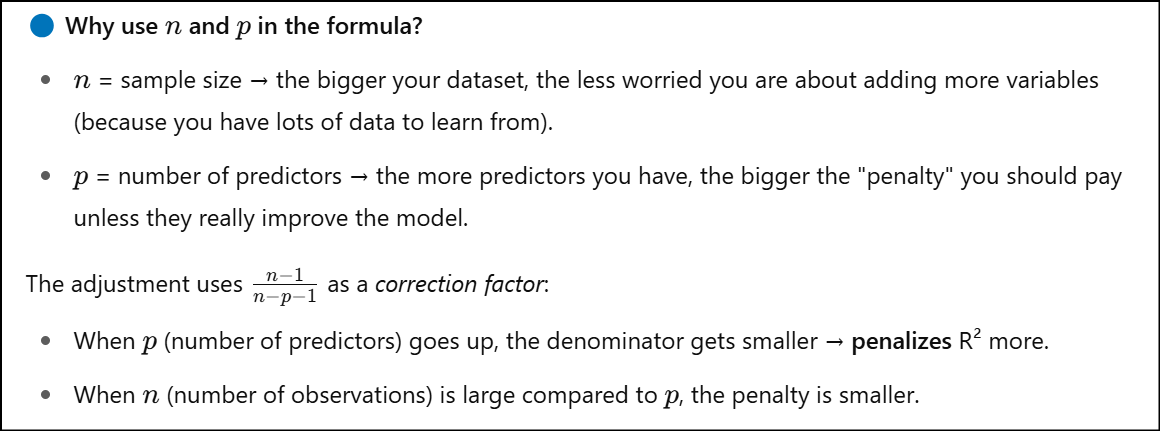 Why use n and p in the formula?
• n = sample size → the bigger your dataset, the less worried you are about adding more variables
(because you have lots of data to learn from).
• p = number of predictors → the more predictors you have, the bigger the "penalty" you should pay
unless they really improve the model.
The adjustment uses \frac{n-1}{n-p-1} as a correction factor:
• When p (number of predictors) goes up, the denominator gets smaller → penalizes R² more.
• When n (number of observations) is large compared to p, the penalty is smaller.